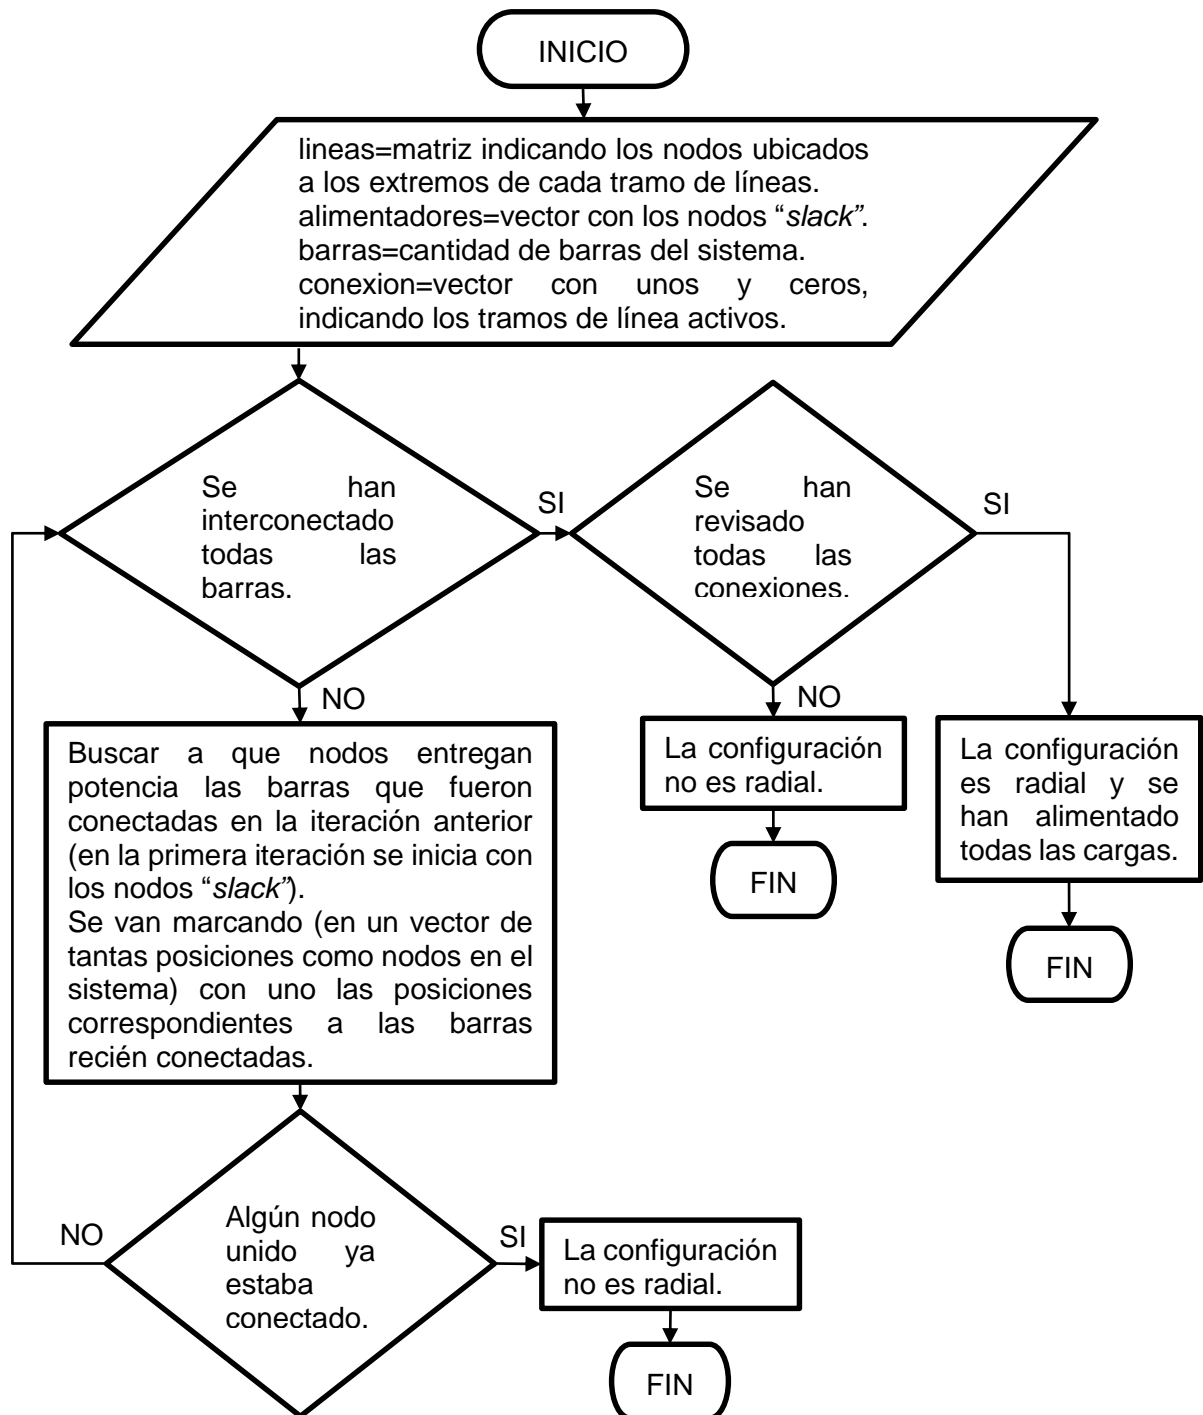 INICIO
lineas=matriz indicando los nodos ubicados
a los extremos de cada tramo de líneas.
alimentadores=vector con los nodos “slack”.
barras=cantidad de barras del sistema.
conexion=vector con unos y ceros,
indicando los tramos de línea activos.
Se han
interconectado
todas las
barras.
SI
Se han
revisado
todas las
conexiones.
SI
NO
NO
Buscar a que nodos entregan
potencia las barras que fueron
conectadas en la iteración anterior
(en la primera iteración se inicia con
los nodos “slack”).
Se van marcando (en un vector de
tantas posiciones como nodos en el
sistema) con uno las posiciones
correspondientes a las barras
recién conectadas.
La configuración
no es radial.
FIN
La configuración
es radial y se
han alimentado
todas las cargas.
FIN
NO
Algún nodo
unido ya
estaba
conectado.
SI
La configuración
no es radial.
FIN